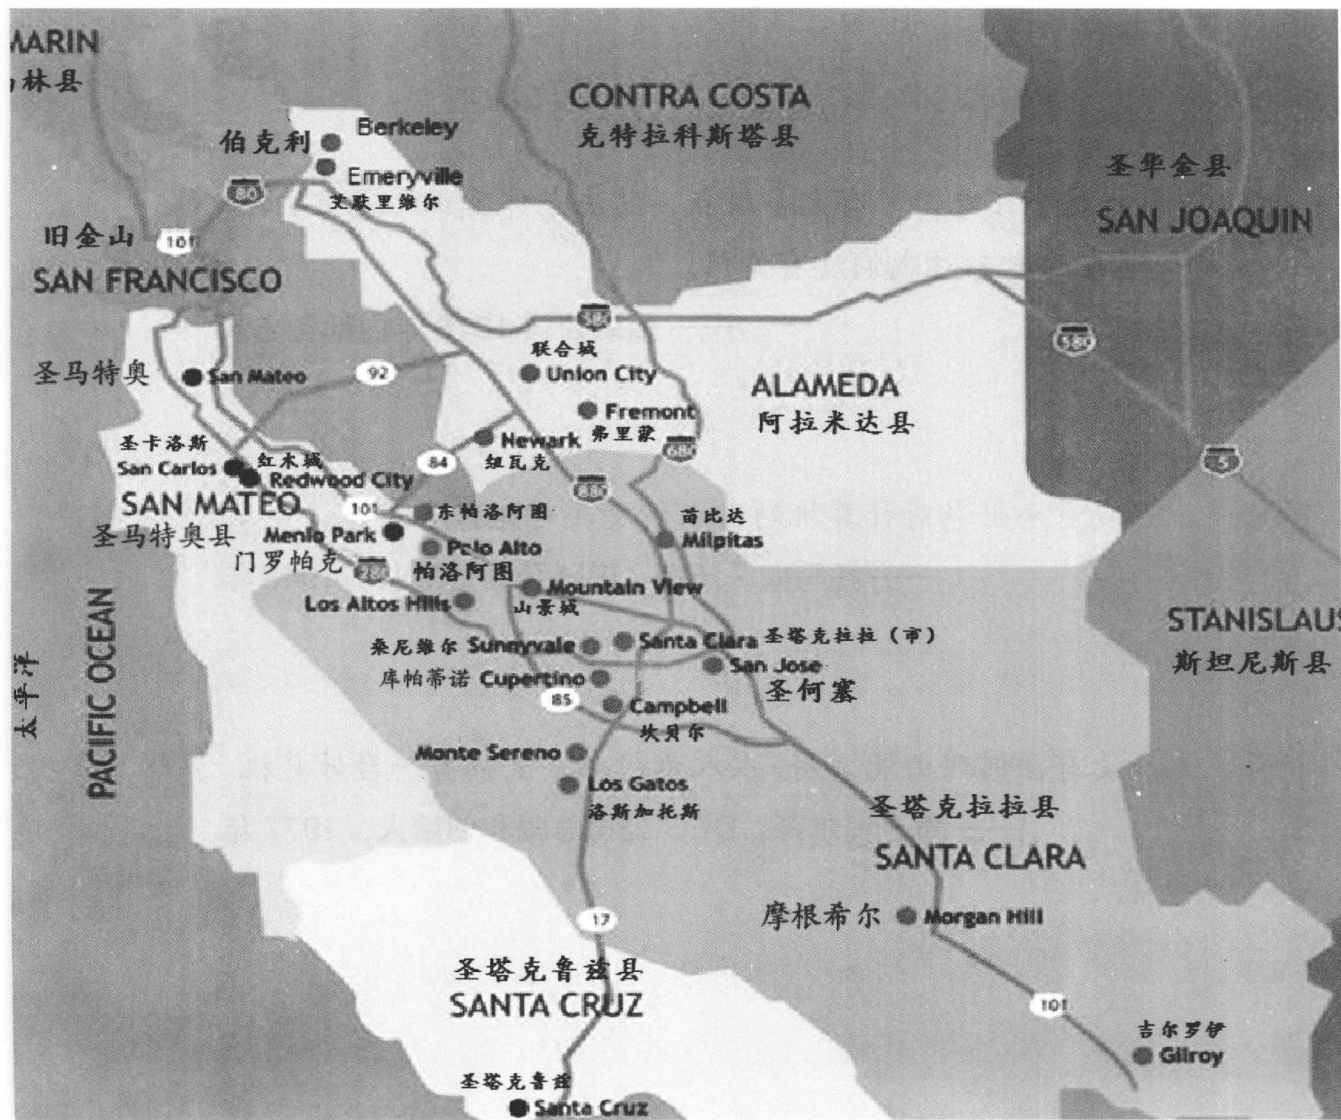 MARIN
马林县
CONTRA COSTA
克特拉科斯塔县
伯克利
Berkeley
Emeryville
艾默里维尔
80
圣华金县
SAN JOAQUIN
旧金山
101
SAN FRANCISCO
580
580
联合城
Union City
圣马特奥
San Mateo
92
ALAMEDA
阿拉米达县
Fremont
弗里蒙
Newark
纽瓦克
680
圣卡洛斯
San Carlos
红木城
Redwood City
84
5
880
SAN MATEO
圣马特奥县
101
东帕洛阿图
Menlo Park
门罗帕克
Palo Alto
帕洛阿图
苗比达
Milpitas
280
Los Altos Hills
Mountain View
山景城
PACIFIC OCEAN
太平洋
STANISLAUS
斯坦尼斯县
桑尼维尔 Sunnyvale
Santa Clara 圣塔克拉拉（市）
San Jose
圣何塞
库帕蒂诺 Cupertino
85
Campbell
坎贝尔
Monte Sereno
Los Gatos
洛斯加托斯
圣塔克拉拉县
SANTA CLARA
摩根希尔
Morgan Hill
17
圣塔克鲁兹县
SANTA CRUZ
101
吉尔罗伊
Gilroy
圣塔克鲁兹
Santa Cruz